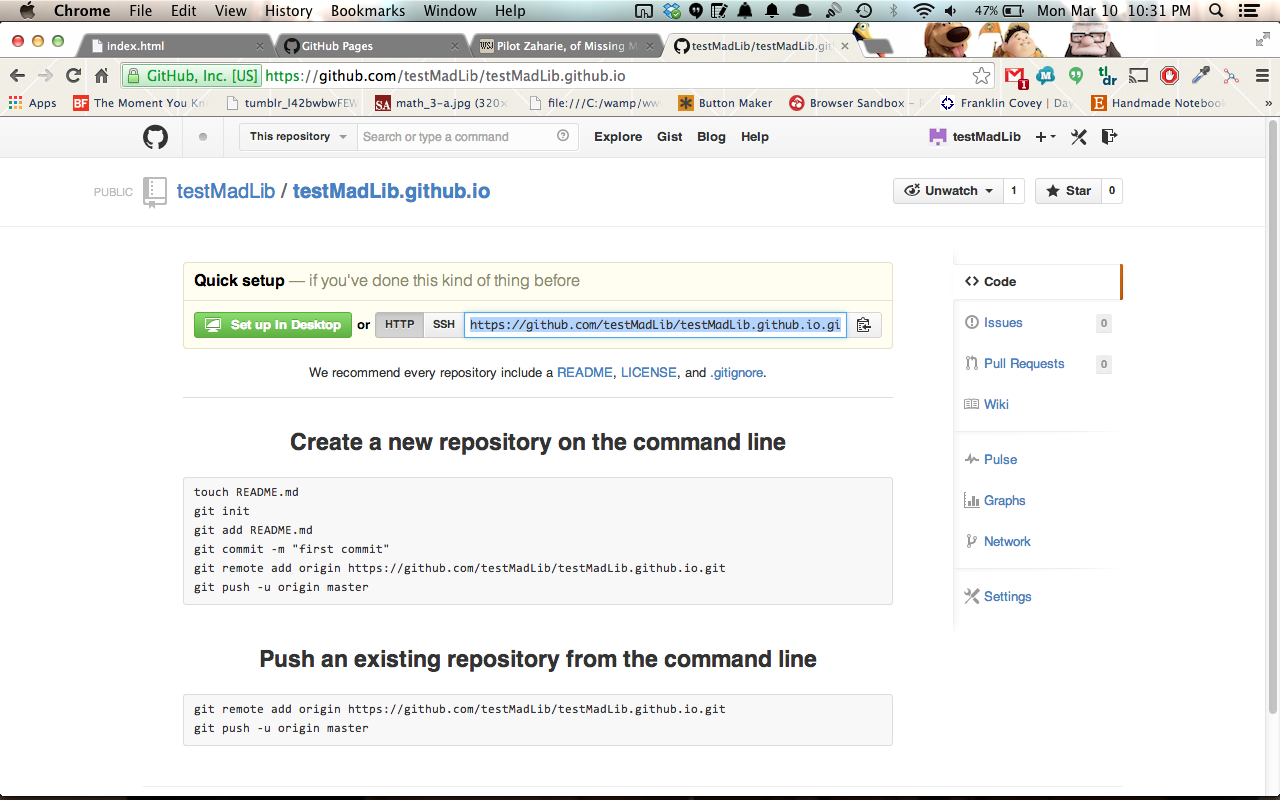 Chrome File Edit View History Bookmarks Window Help 47% Mon Mar 10 10:31 PM
index.html GitHub Pages WSJ Pilot Zaharie, of Missing M testMadLib/testMadLib.git
GitHub, Inc. [US] https://github.com/testMadLib/testMadLib.github.io 1 tl;dr
Apps BF The Moment You Kn tumblr_l42bwbwFEW SA math_3-a.jpg (320× file:///C:/wamp/ww Button Maker Browser Sandbox – Franklin Covey | Day E Handmade Notebook »
This repository Search or type a command Explore Gist Blog Help testMadLib
PUBLIC testMadLib / testMadLib.github.io Unwatch 1 Star 0
Quick setup — if you've done this kind of thing before
Set up in Desktop or HTTP SSH https://github.com/testMadLib/testMadLib.github.io.gi
We recommend every repository include a README, LICENSE, and .gitignore.
Create a new repository on the command line
touch README.md
git init
git add README.md
git commit -m "first commit"
git remote add origin https://github.com/testMadLib/testMadLib.github.io.git
git push -u origin master
Push an existing repository from the command line
git remote add origin https://github.com/testMadLib/testMadLib.github.io.git
git push -u origin master
Code
Issues 0
Pull Requests 0
Wiki
Pulse
Graphs
Network
Settings